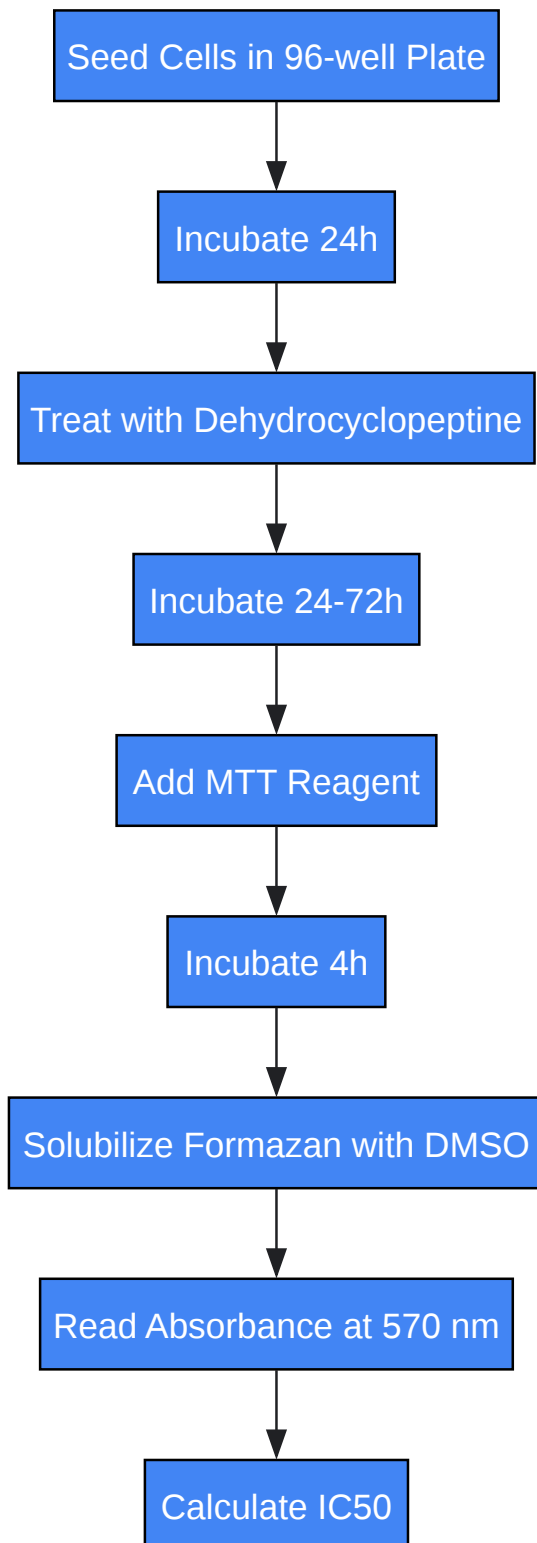 Seed Cells in 96-well Plate
Incubate 24h
Treat with Dehydrocyclopeptine
Incubate 24-72h
Add MTT Reagent
Incubate 4h
Solubilize Formazan with DMSO
Read Absorbance at 570 nm
Calculate IC50